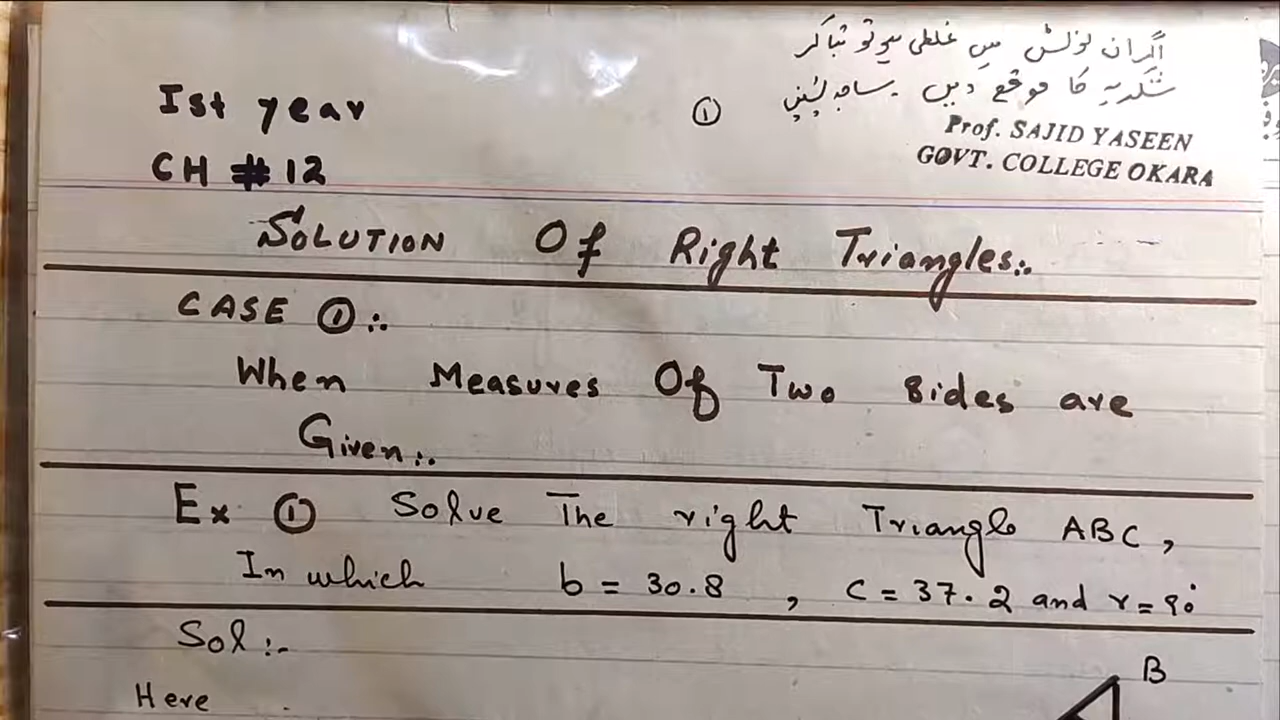 اگر ان نوٹس میں غلطی ہو تو بتا کر
شکریہ کا موقع دیں ۔ ساجد یٰسین
Ist year
①
Prof. SAJID YASEEN
GOVT. COLLEGE OKARA
CH # 12
SOLUTION Of Right Triangles:.
CASE ①:.
When Measures Of Two Sides are
Given:.
Ex ① Solve The right Triangle ABC,
In which b = 30.8 , c = 37.2 and γ = 90°
Sol:-
B
Here